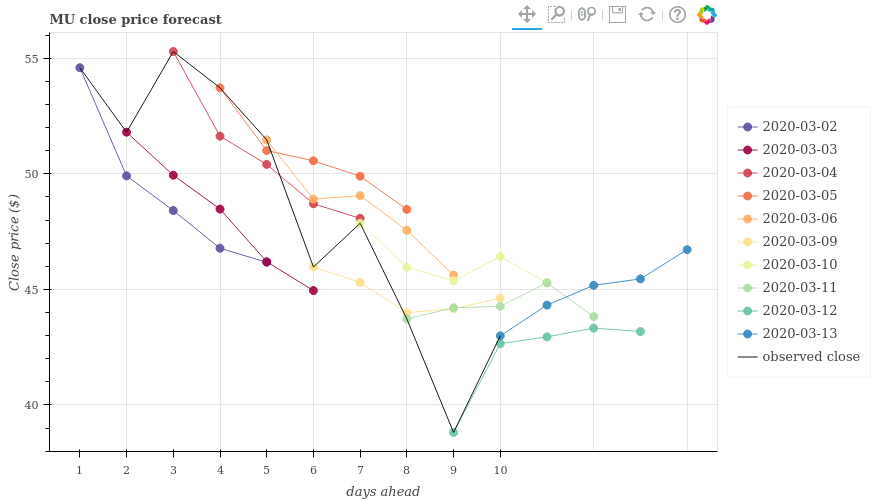 MU close price forecast
55
50
45
40
Close price ($)
1 2 3 4 5 6 7 8 9 10
days ahead
2020-03-02
2020-03-03
2020-03-04
2020-03-05
2020-03-06
2020-03-09
2020-03-10
2020-03-11
2020-03-12
2020-03-13
observed close